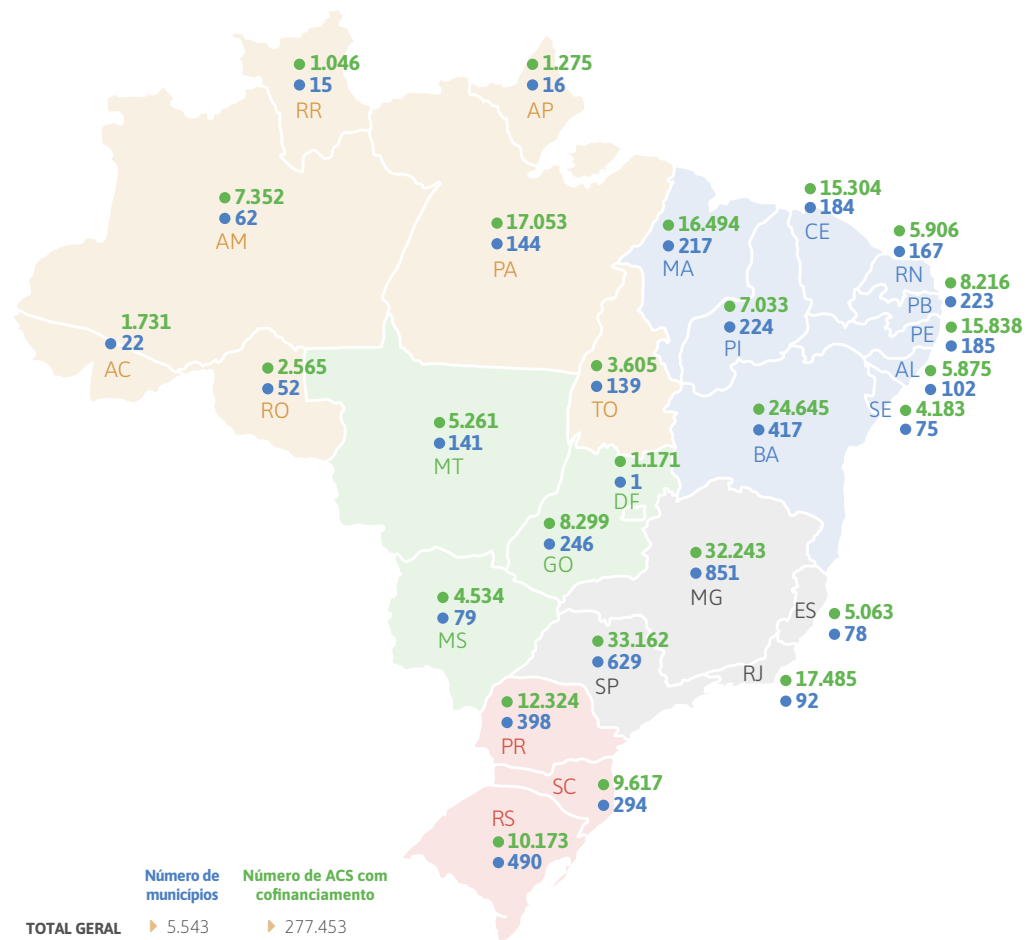 1.046
15
RR
1.275
16
AP
7.352
62
AM
17.053
144
PA
16.494
217
MA
15.304
184
CE
5.906
167
RN
8.216
223
PB
15.838
185
PE
5.875
102
AL
4.183
75
SE
7.033
224
PI
1.731
22
AC
2.565
52
RO
3.605
139
TO
24.645
417
BA
5.261
141
MT
1.171
1
DF
8.299
246
GO
32.243
851
MG
4.534
79
MS
5.063
78
ES
33.162
629
SP
17.485
92
RJ
12.324
398
PR
9.617
294
SC
RS
10.173
490
Número de
municípios
Número de ACS com
cofinanciamento
TOTAL GERAL 5.543 277.453